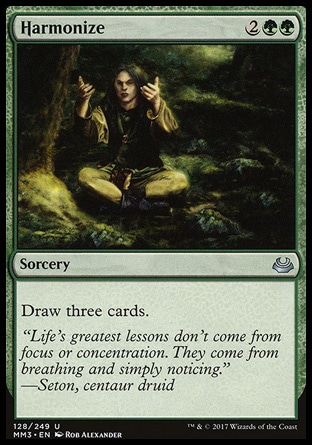 Harmonize 2
Sorcery
Draw three cards.
“Life’s greatest lessons don’t come from
focus or concentration. They come from
breathing and simply noticing.”
—Seton, centaur druid
128/249 U
MM3 • EN Rob Alexander ™ & © 2017 Wizards of the Coast